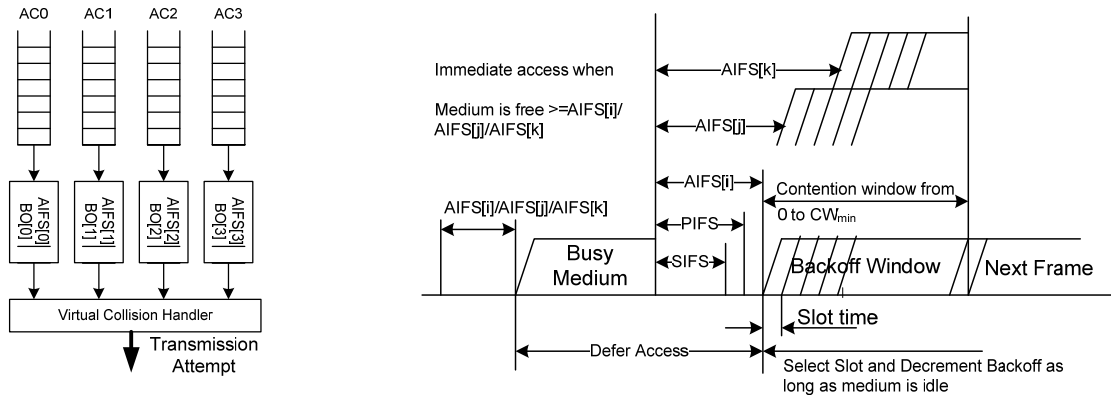 AC0 AC1 AC2 AC3
AIFS[0]
BO[0]
AIFS[1]
BO[1]
AIFS[2]
BO[2]
AIFS[3]
BO[3]
Virtual Collision Handler
Transmission
Attempt
Immediate access when
Medium is free >=AIFS[i]/
AIFS[j]/AIFS[k]
AIFS[k]
AIFS[j]
AIFS[i]
PIFS
SIFS
AIFS[i]/AIFS[j]/AIFS[k]
Busy
Medium
Contention window from
0 to CWmin
Backoff Window
Next Frame
Slot time
Defer Access
Select Slot and Decrement Backoff as
long as medium is idle